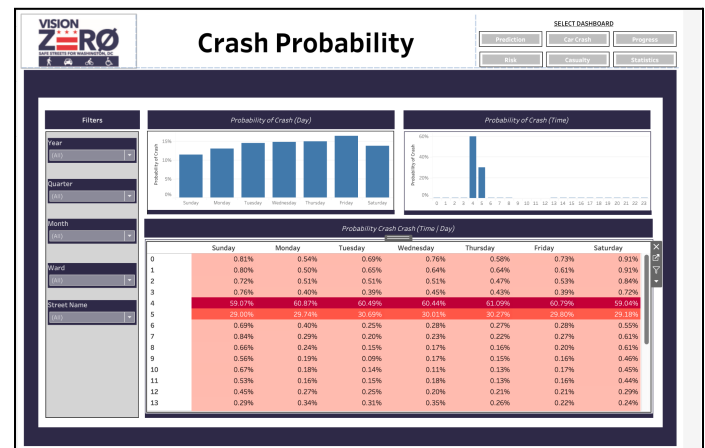 VISION
ZERO
SAFE STREETS FOR WASHINGTON, DC
Crash Probability
SELECT DASHBOARD
Prediction Car Crash Progress
Risk Casualty Statistics
Filters
Year
(All)
Quarter
(All)
Month
(All)
Ward
(All)
Street Name
(All)
Probability of Crash (Day)
Probability of Crash
15%
10%
5%
0%
Sunday Monday Tuesday Wednesday Thursday Friday Saturday
Probability of Crash (Time)
Probability of Crash
60%
40%
20%
0%
0 1 2 3 4 5 6 7 8 9 10 11 12 13 14 15 16 17 18 19 20 21 22 23
Probability Crash Crash (Time | Day)
Sunday Monday Tuesday Wednesday Thursday Friday Saturday
0 0.81% 0.54% 0.69% 0.76% 0.58% 0.73% 0.91%
1 0.80% 0.50% 0.65% 0.64% 0.64% 0.61% 0.91%
2 0.72% 0.51% 0.51% 0.51% 0.47% 0.53% 0.84%
3 0.76% 0.40% 0.39% 0.45% 0.43% 0.39% 0.72%
4 59.07% 60.87% 60.49% 60.44% 61.09% 60.79% 59.04%
5 29.00% 29.74% 30.69% 30.01% 30.27% 29.80% 29.18%
6 0.69% 0.40% 0.25% 0.28% 0.27% 0.28% 0.55%
7 0.84% 0.29% 0.20% 0.23% 0.22% 0.27% 0.61%
8 0.66% 0.24% 0.15% 0.17% 0.16% 0.20% 0.61%
9 0.56% 0.19% 0.09% 0.17% 0.15% 0.16% 0.46%
10 0.67% 0.18% 0.14% 0.11% 0.13% 0.17% 0.45%
11 0.53% 0.16% 0.15% 0.18% 0.13% 0.16% 0.44%
12 0.45% 0.27% 0.25% 0.20% 0.21% 0.21% 0.29%
13 0.29% 0.34% 0.31% 0.35% 0.26% 0.22% 0.24%